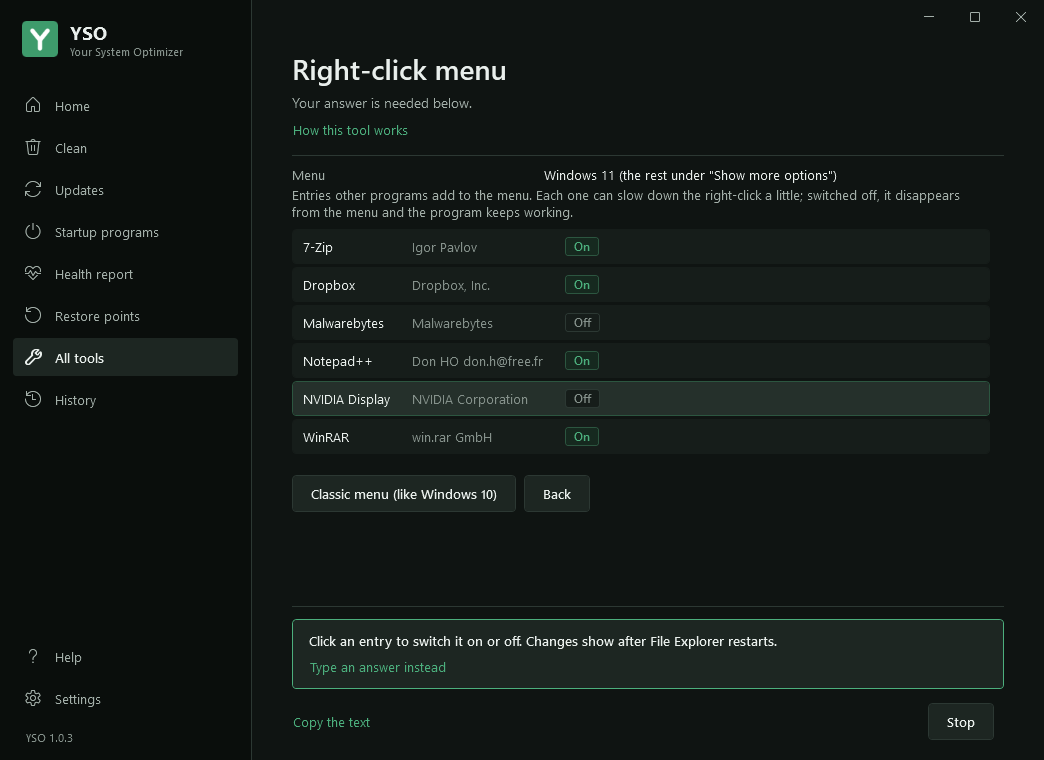 YSO
Your System Optimizer
Home
Clean
Updates
Startup programs
Health report
Restore points
All tools
History
Help
Settings
YSO 1.0.3
Right-click menu
Your answer is needed below.
How this tool works
Menu Windows 11 (the rest under "Show more options")
Entries other programs add to the menu. Each one can slow down the right-click a little; switched off, it disappears
from the menu and the program keeps working.
7-Zip Igor Pavlov On
Dropbox Dropbox, Inc. On
Malwarebytes Malwarebytes Off
Notepad++ Don HO don.h@free.fr On
NVIDIA Display NVIDIA Corporation Off
WinRAR win.rar GmbH On
Classic menu (like Windows 10) Back
Click an entry to switch it on or off. Changes show after File Explorer restarts.
Type an answer instead
Copy the text Stop